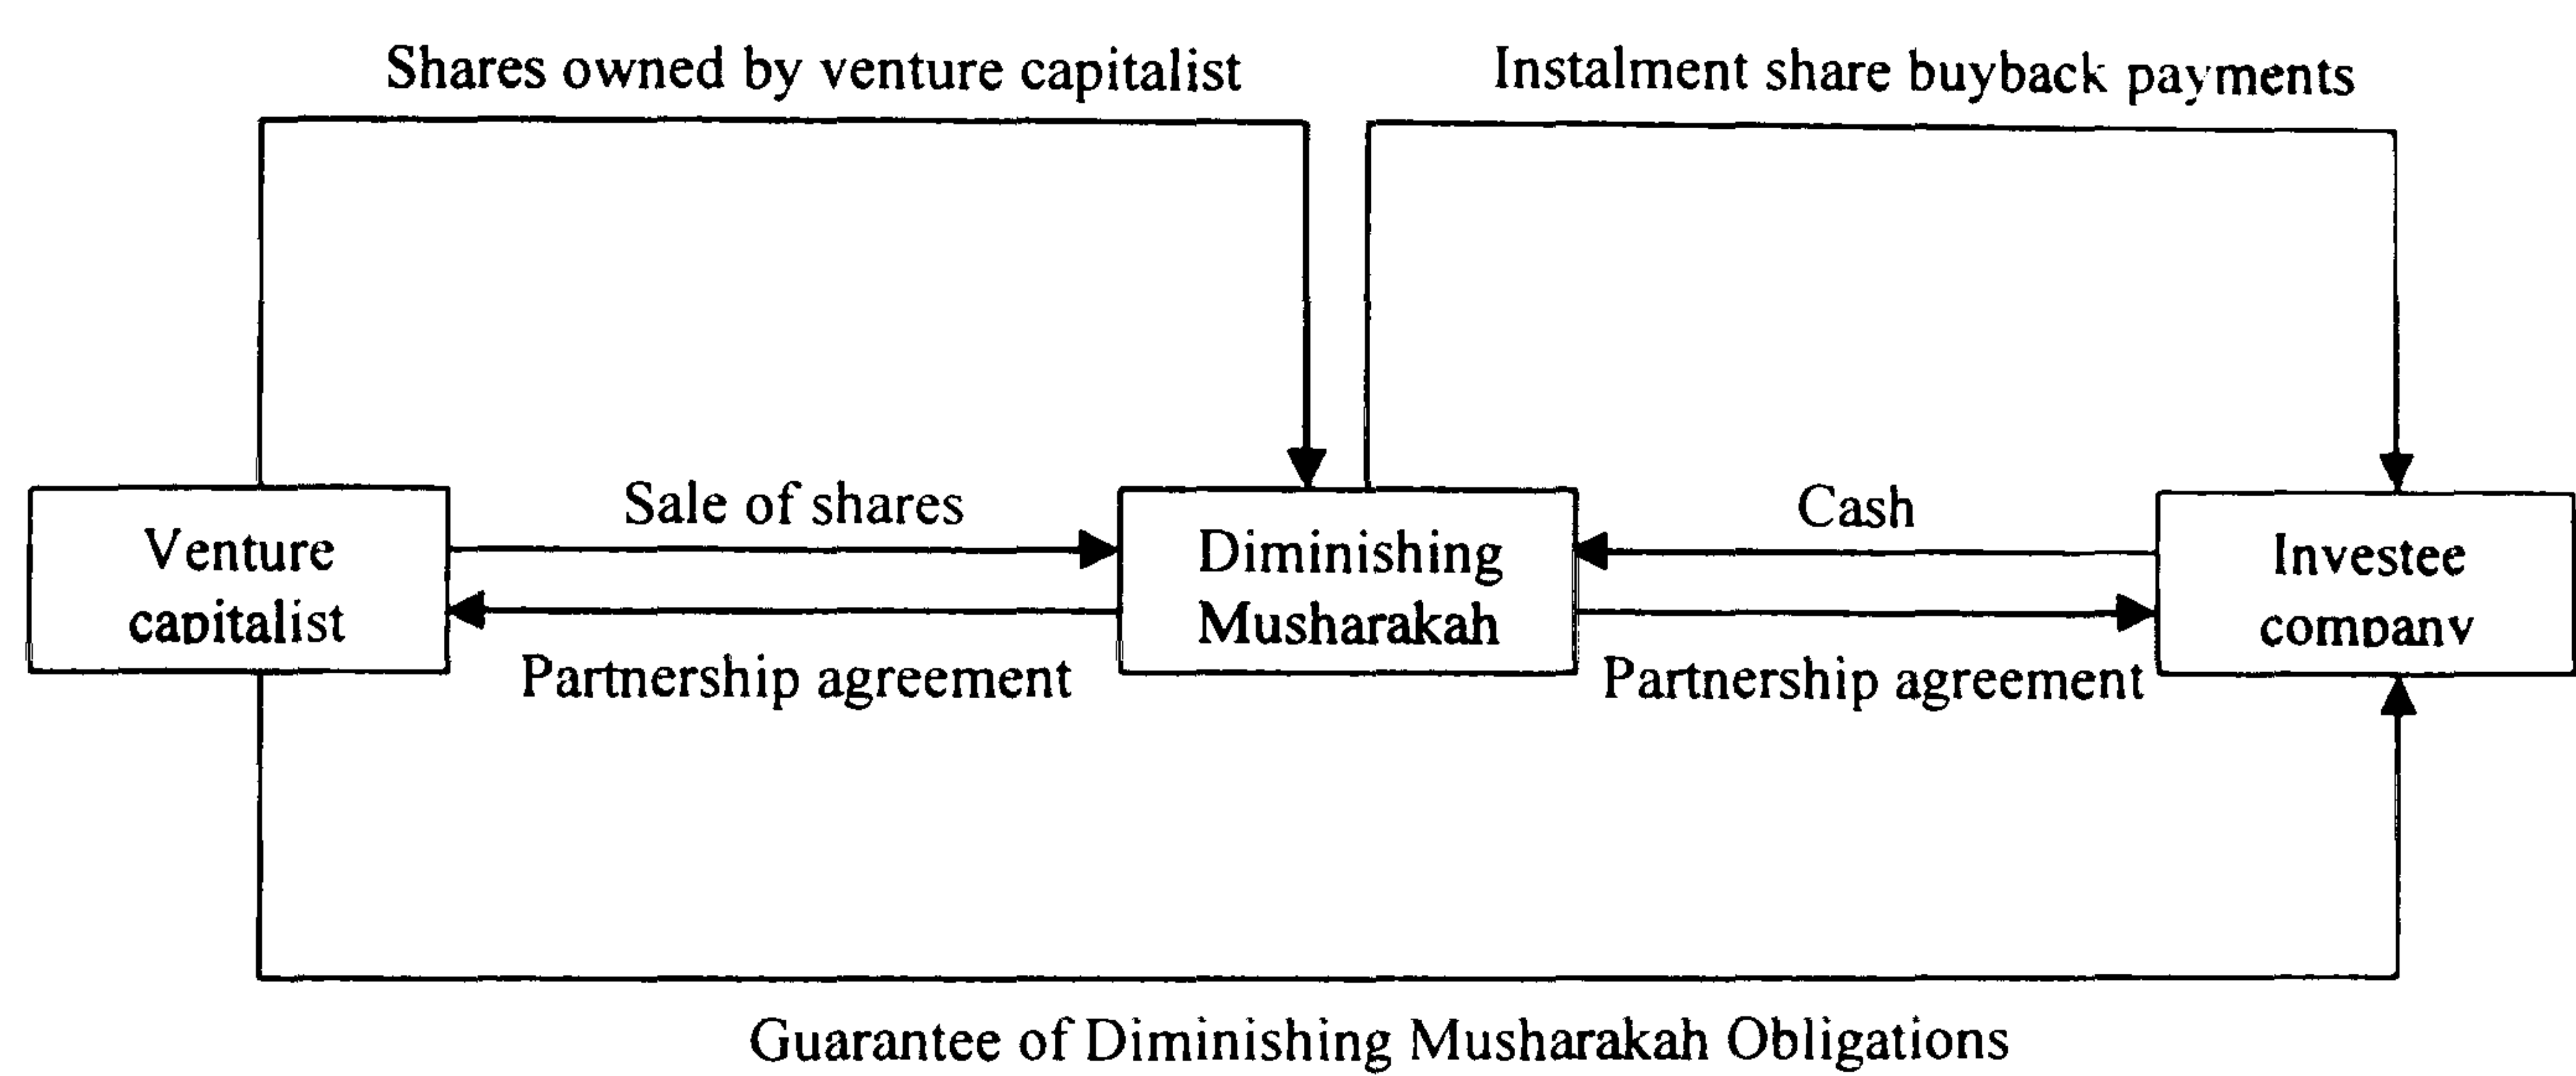 Shares owned by venture capitalist
Instalment share buyback payments
Sale of shares
Cash
Venture
capitalist
Diminishing
Musharakah
Investee
company
Partnership agreement
Partnership agreement
Guarantee of Diminishing Musharakah Obligations